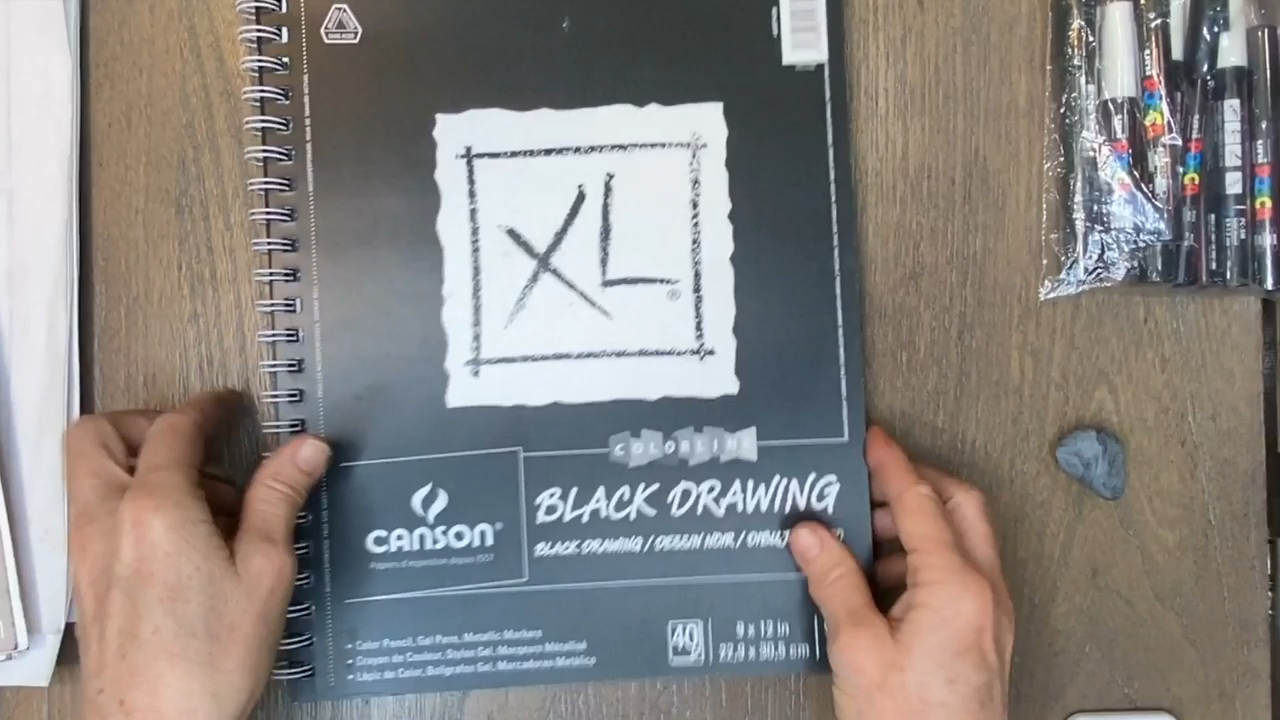 XL®
COLORLINE
CANSON®
Papiers d'exception depuis 1557
BLACK DRAWING
BLACK DRAWING / DESSIN NOIR /
• Color Pencil, Gel Pens, Metallic Markers
• Crayon de Couleur, Stylos Gel, Marqueurs Métallisé
• Lápiz de Color, Bolígrafos Gel, Marcadores Metálico
40
9 x 12 in
22,9 x 30,5 cm
POSCA
POSCA
POSCA
POSCA